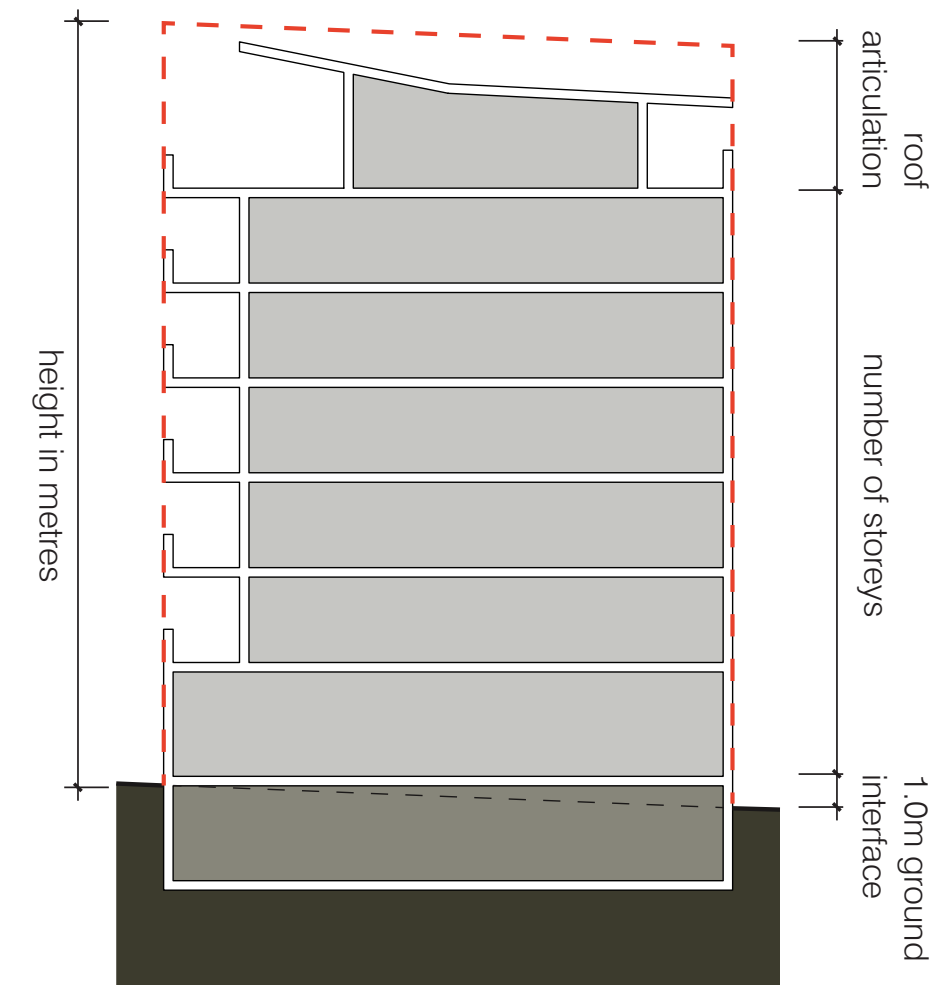 roof
articulation
number of storeys
1.0m ground
interface
height in metres